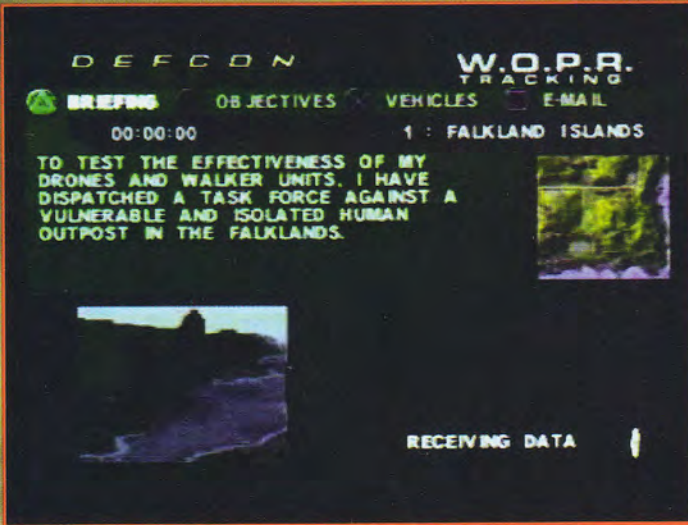 DEFCON
W.O.P.R.
TRACKING
BRIEFING OBJECTIVES VEHICLES E-MAIL
00:00:00 1 : FALKLAND ISLANDS
TO TEST THE EFFECTIVENESS OF MY
DRONES AND WALKER UNITS, I HAVE
DISPATCHED A TASK FORCE AGAINST A
VULNERABLE AND ISOLATED HUMAN
OUTPOST IN THE FALKLANDS.
RECEIVING DATA